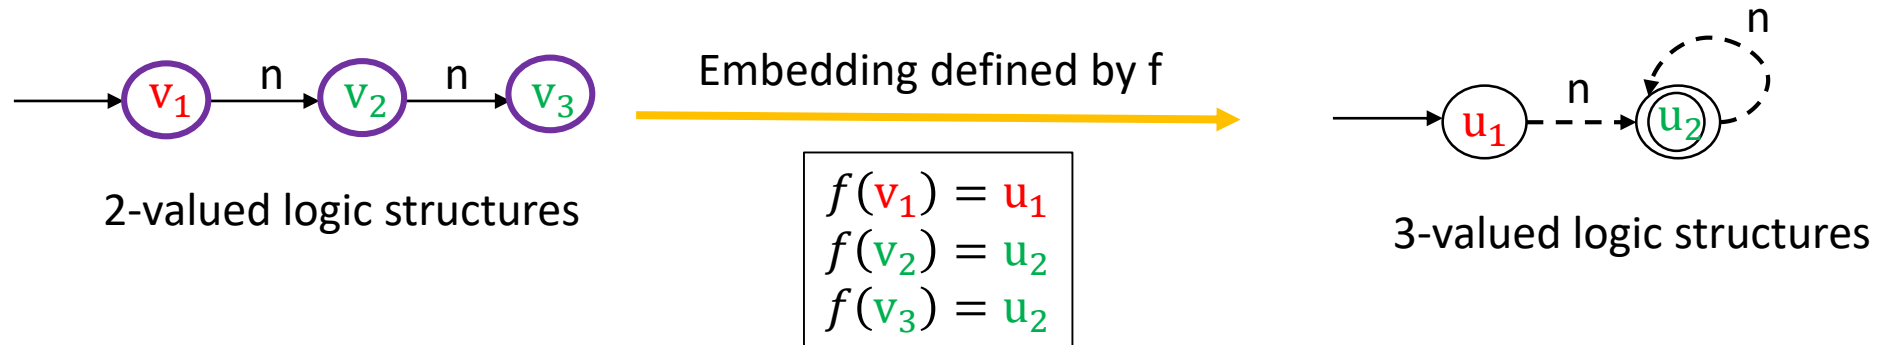 v₁ n v₂ n v₃
2-valued logic structures
Embedding defined by f
f(v₁) = u₁
f(v₂) = u₂
f(v₃) = u₂
n
u₁ n u₂
3-valued logic structures